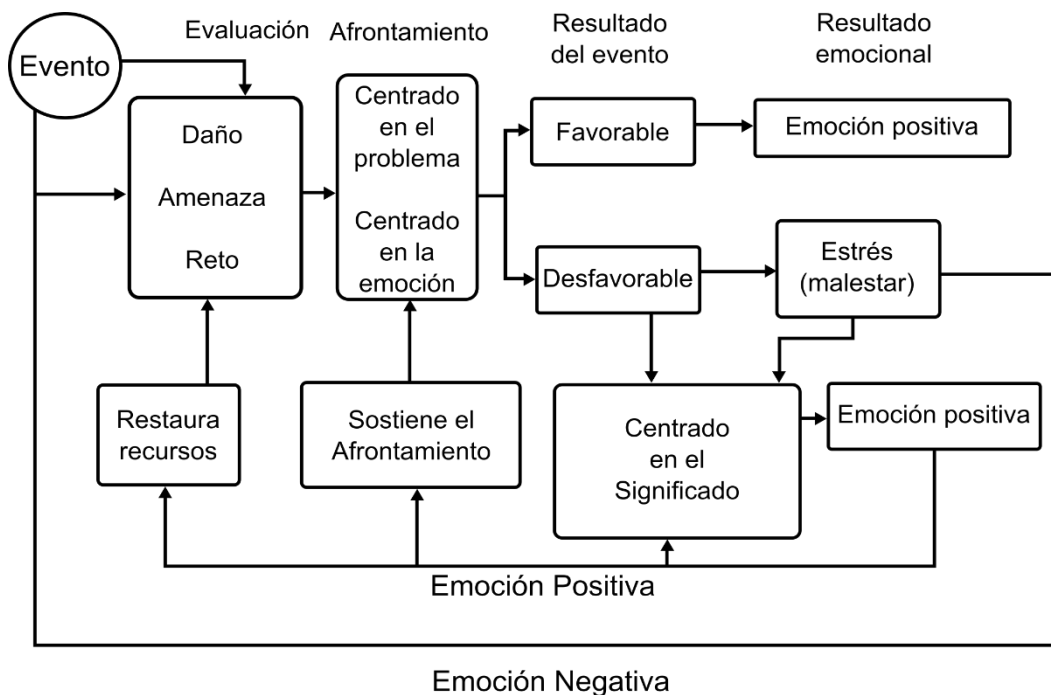 Evaluación
Afrontamiento
Resultado
del evento
Resultado
emocional
Evento
Daño
Amenaza
Reto
Centrado
en el
problema
Centrado
en la
emoción
Favorable
Emoción positiva
Desfavorable
Estrés
(malestar)
Restaura
recursos
Sostiene el
Afrontamiento
Centrado
en el
Significado
Emoción positiva
Emoción Positiva
Emoción Negativa